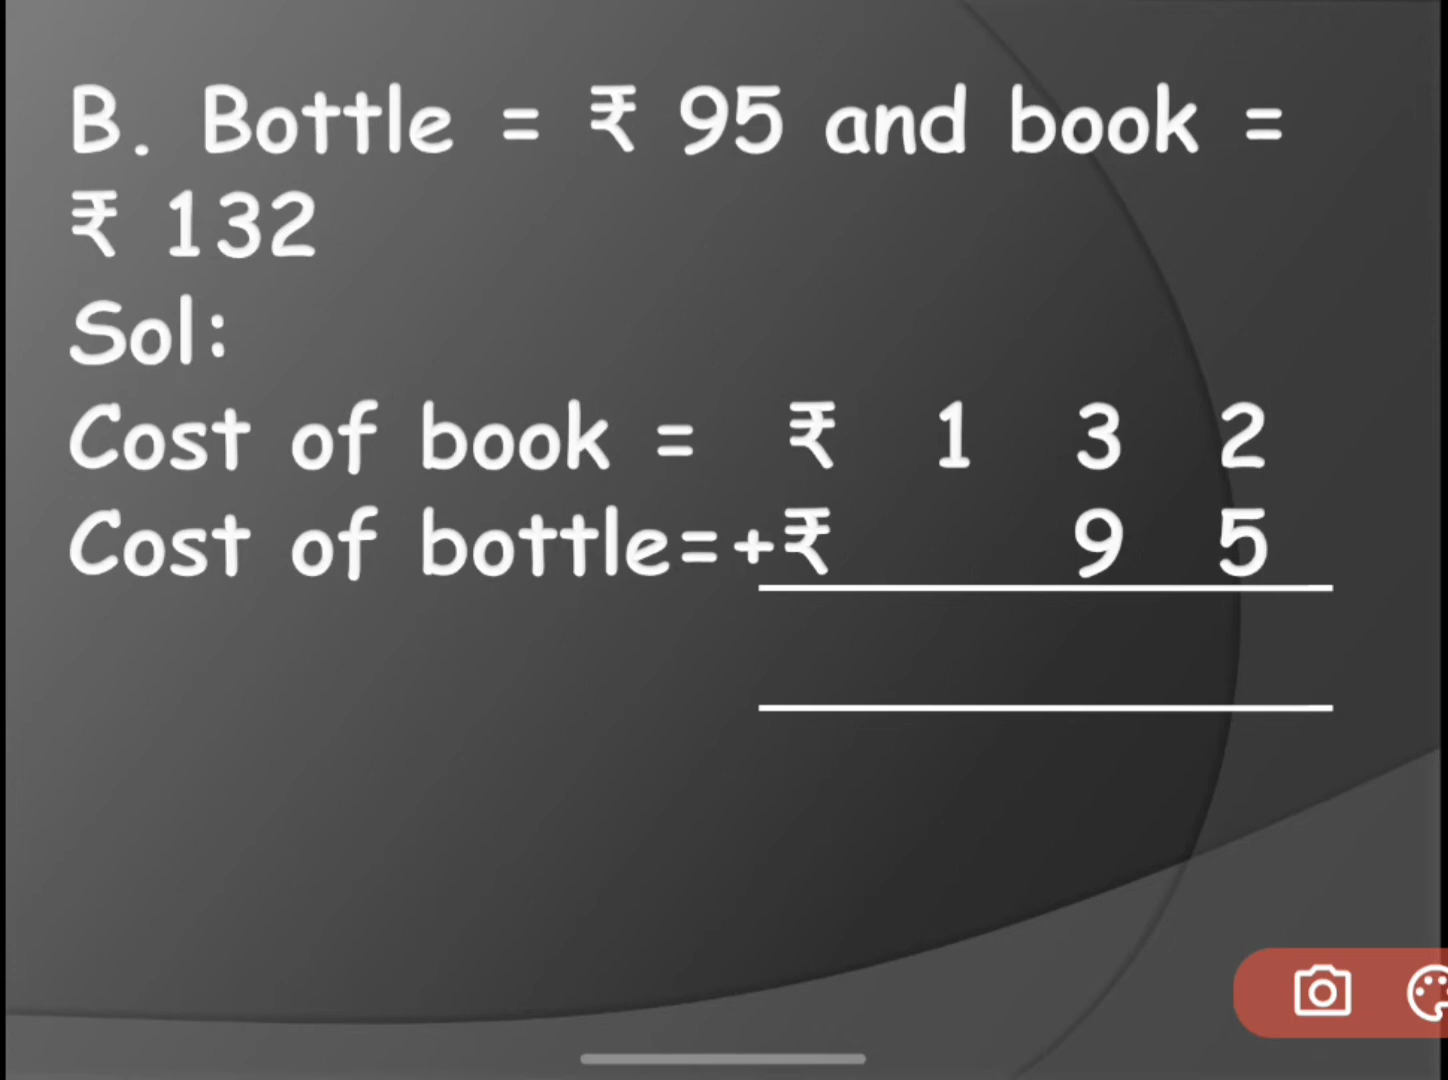 B. Bottle = ₹ 95 and book =
₹ 132
Sol:
Cost of book = ₹ 1 3 2
Cost of bottle=+₹ 9 5